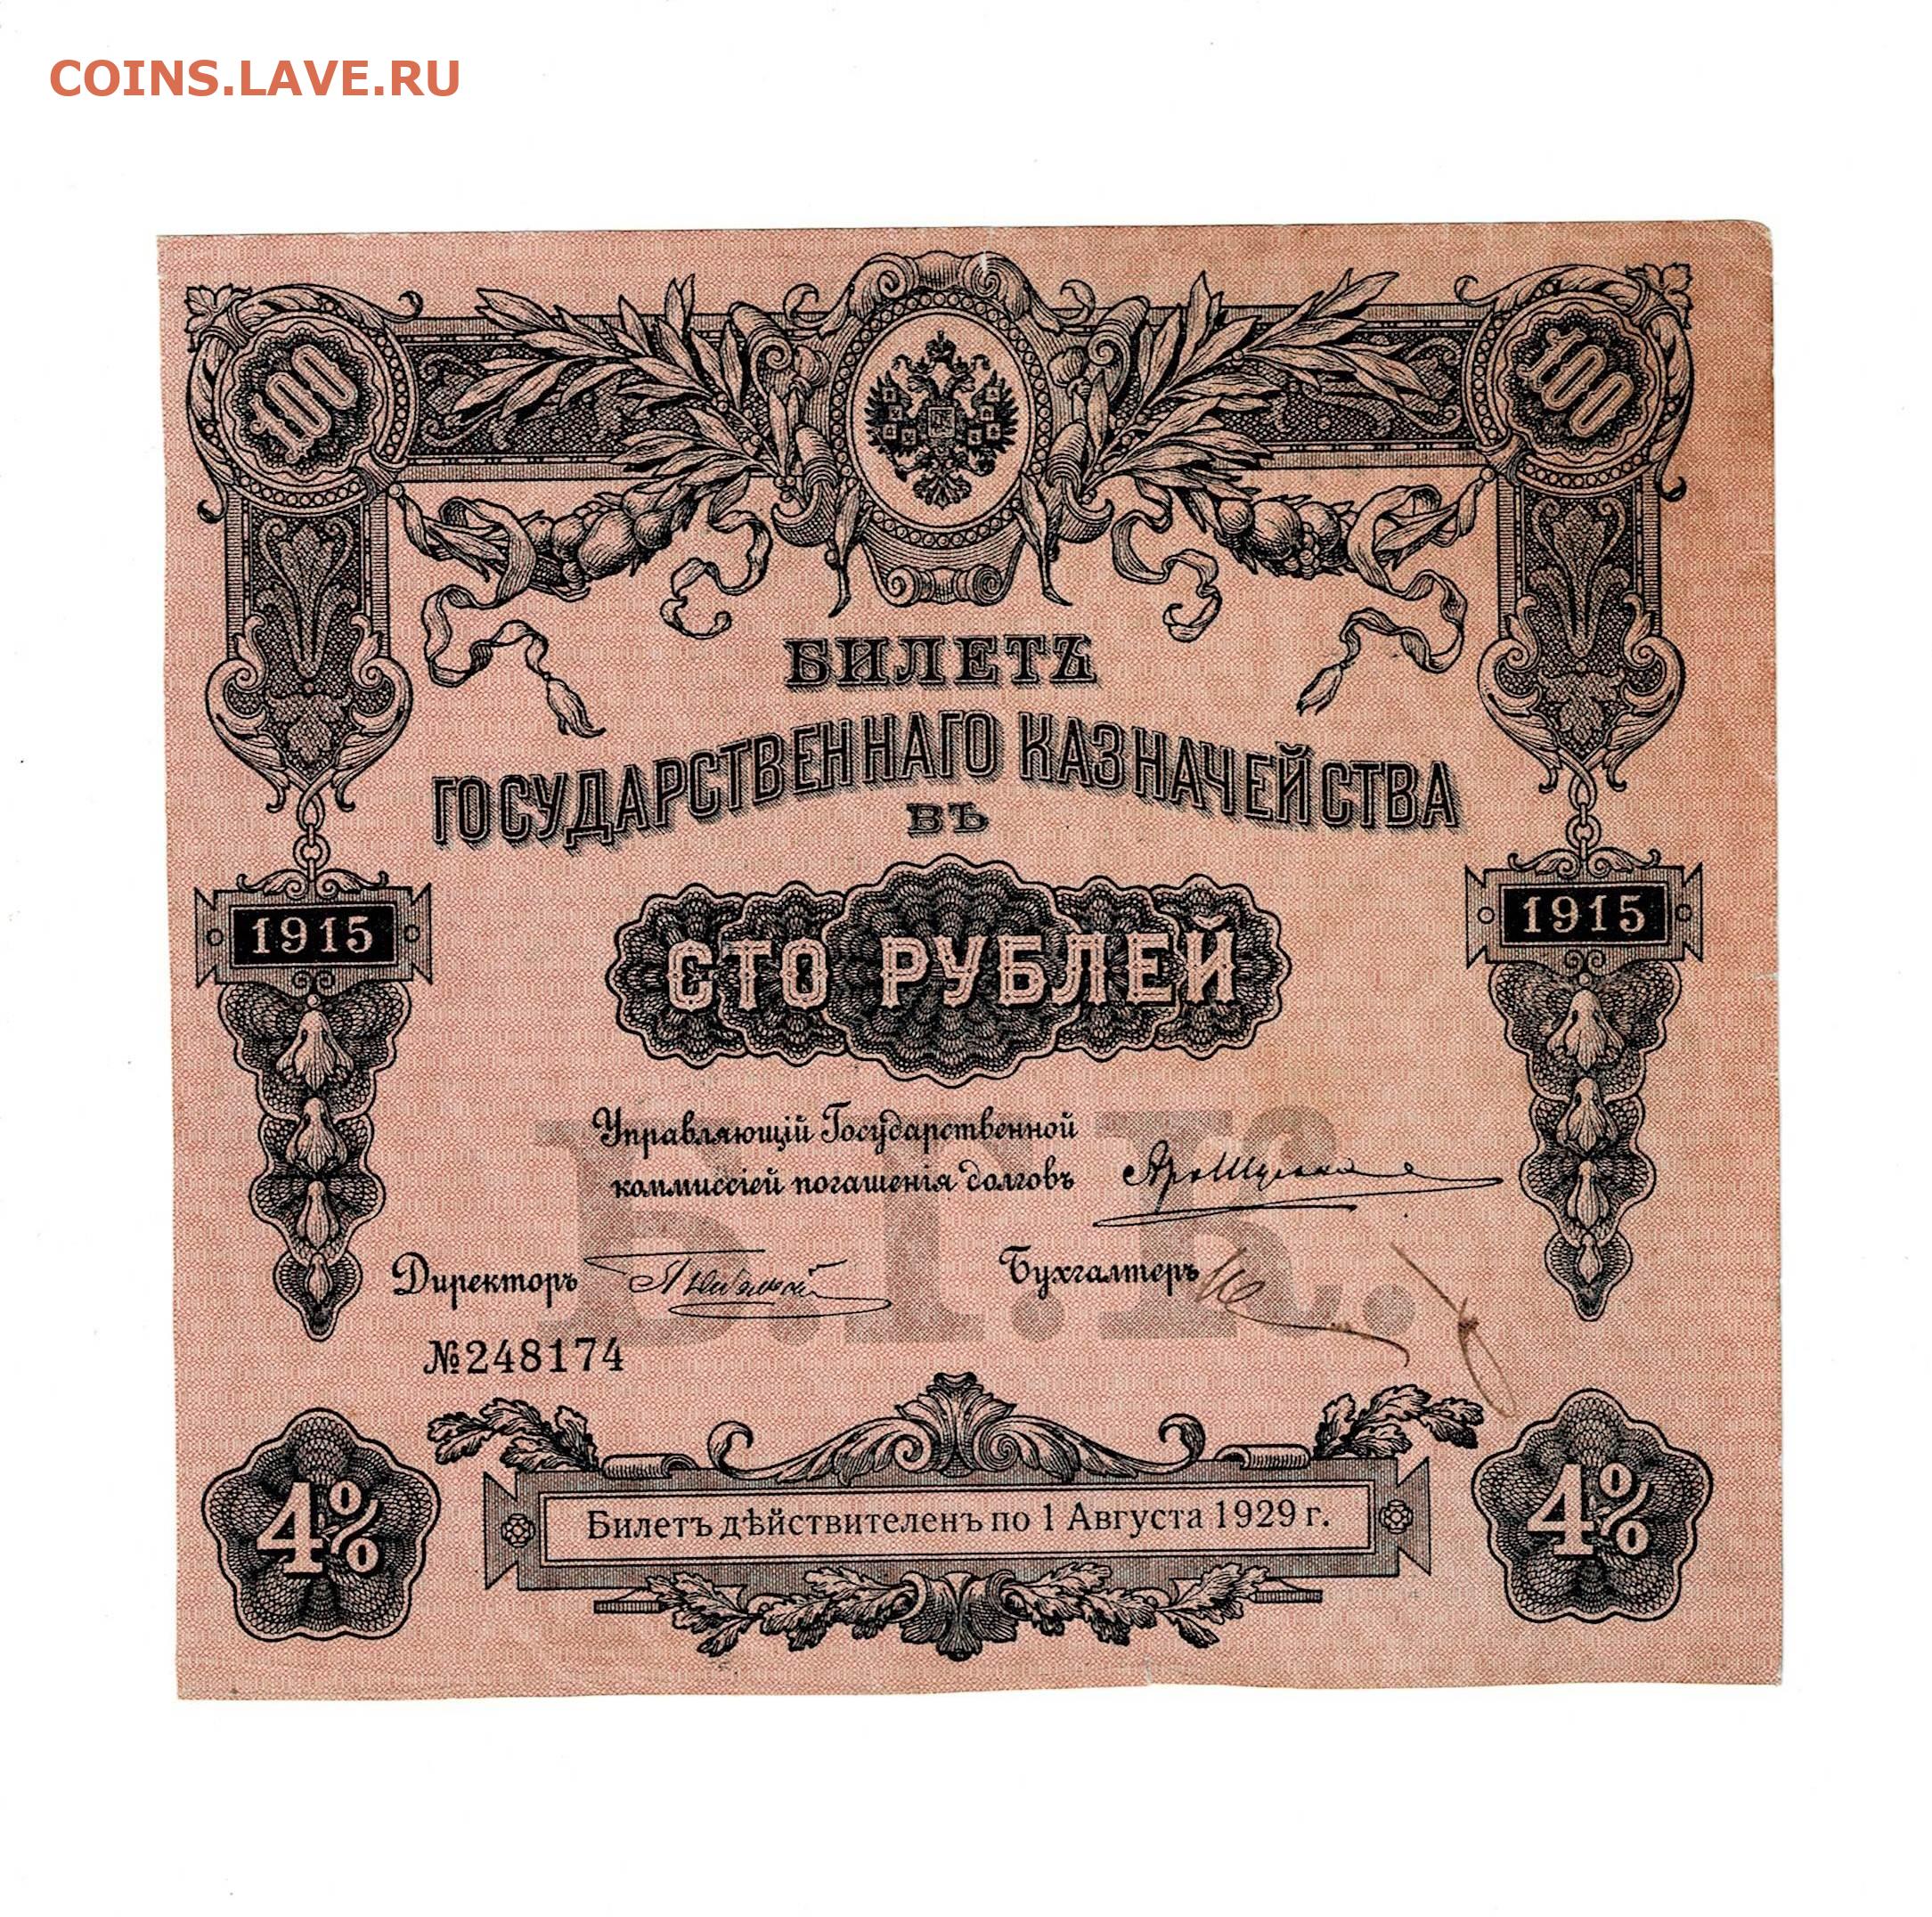 COINS.LAVE.RU
100 100
БИЛЕТЪ
ГОСУДАРСТВЕННАГО КАЗНАЧЕЙСТВА
ВЪ
1915 1915
СТО РУБЛЕЙ
Управляющій Государственной
коммиссіей погашенія долговъ
Б.Г.К.
Директоръ Бухгалтеръ
№248174
4% 4%
Билетъ дѣйствителенъ по 1 Августа 1929 г.